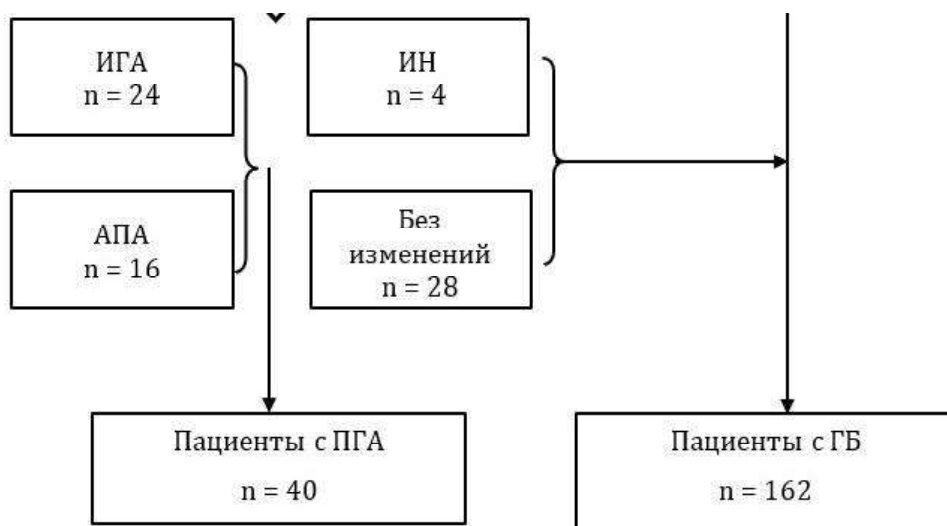 ИГА
n = 24
ИН
n = 4
АПА
n = 16
Без
изменений
n = 28
Пациенты с ПГА
n = 40
Пациенты с ГБ
n = 162